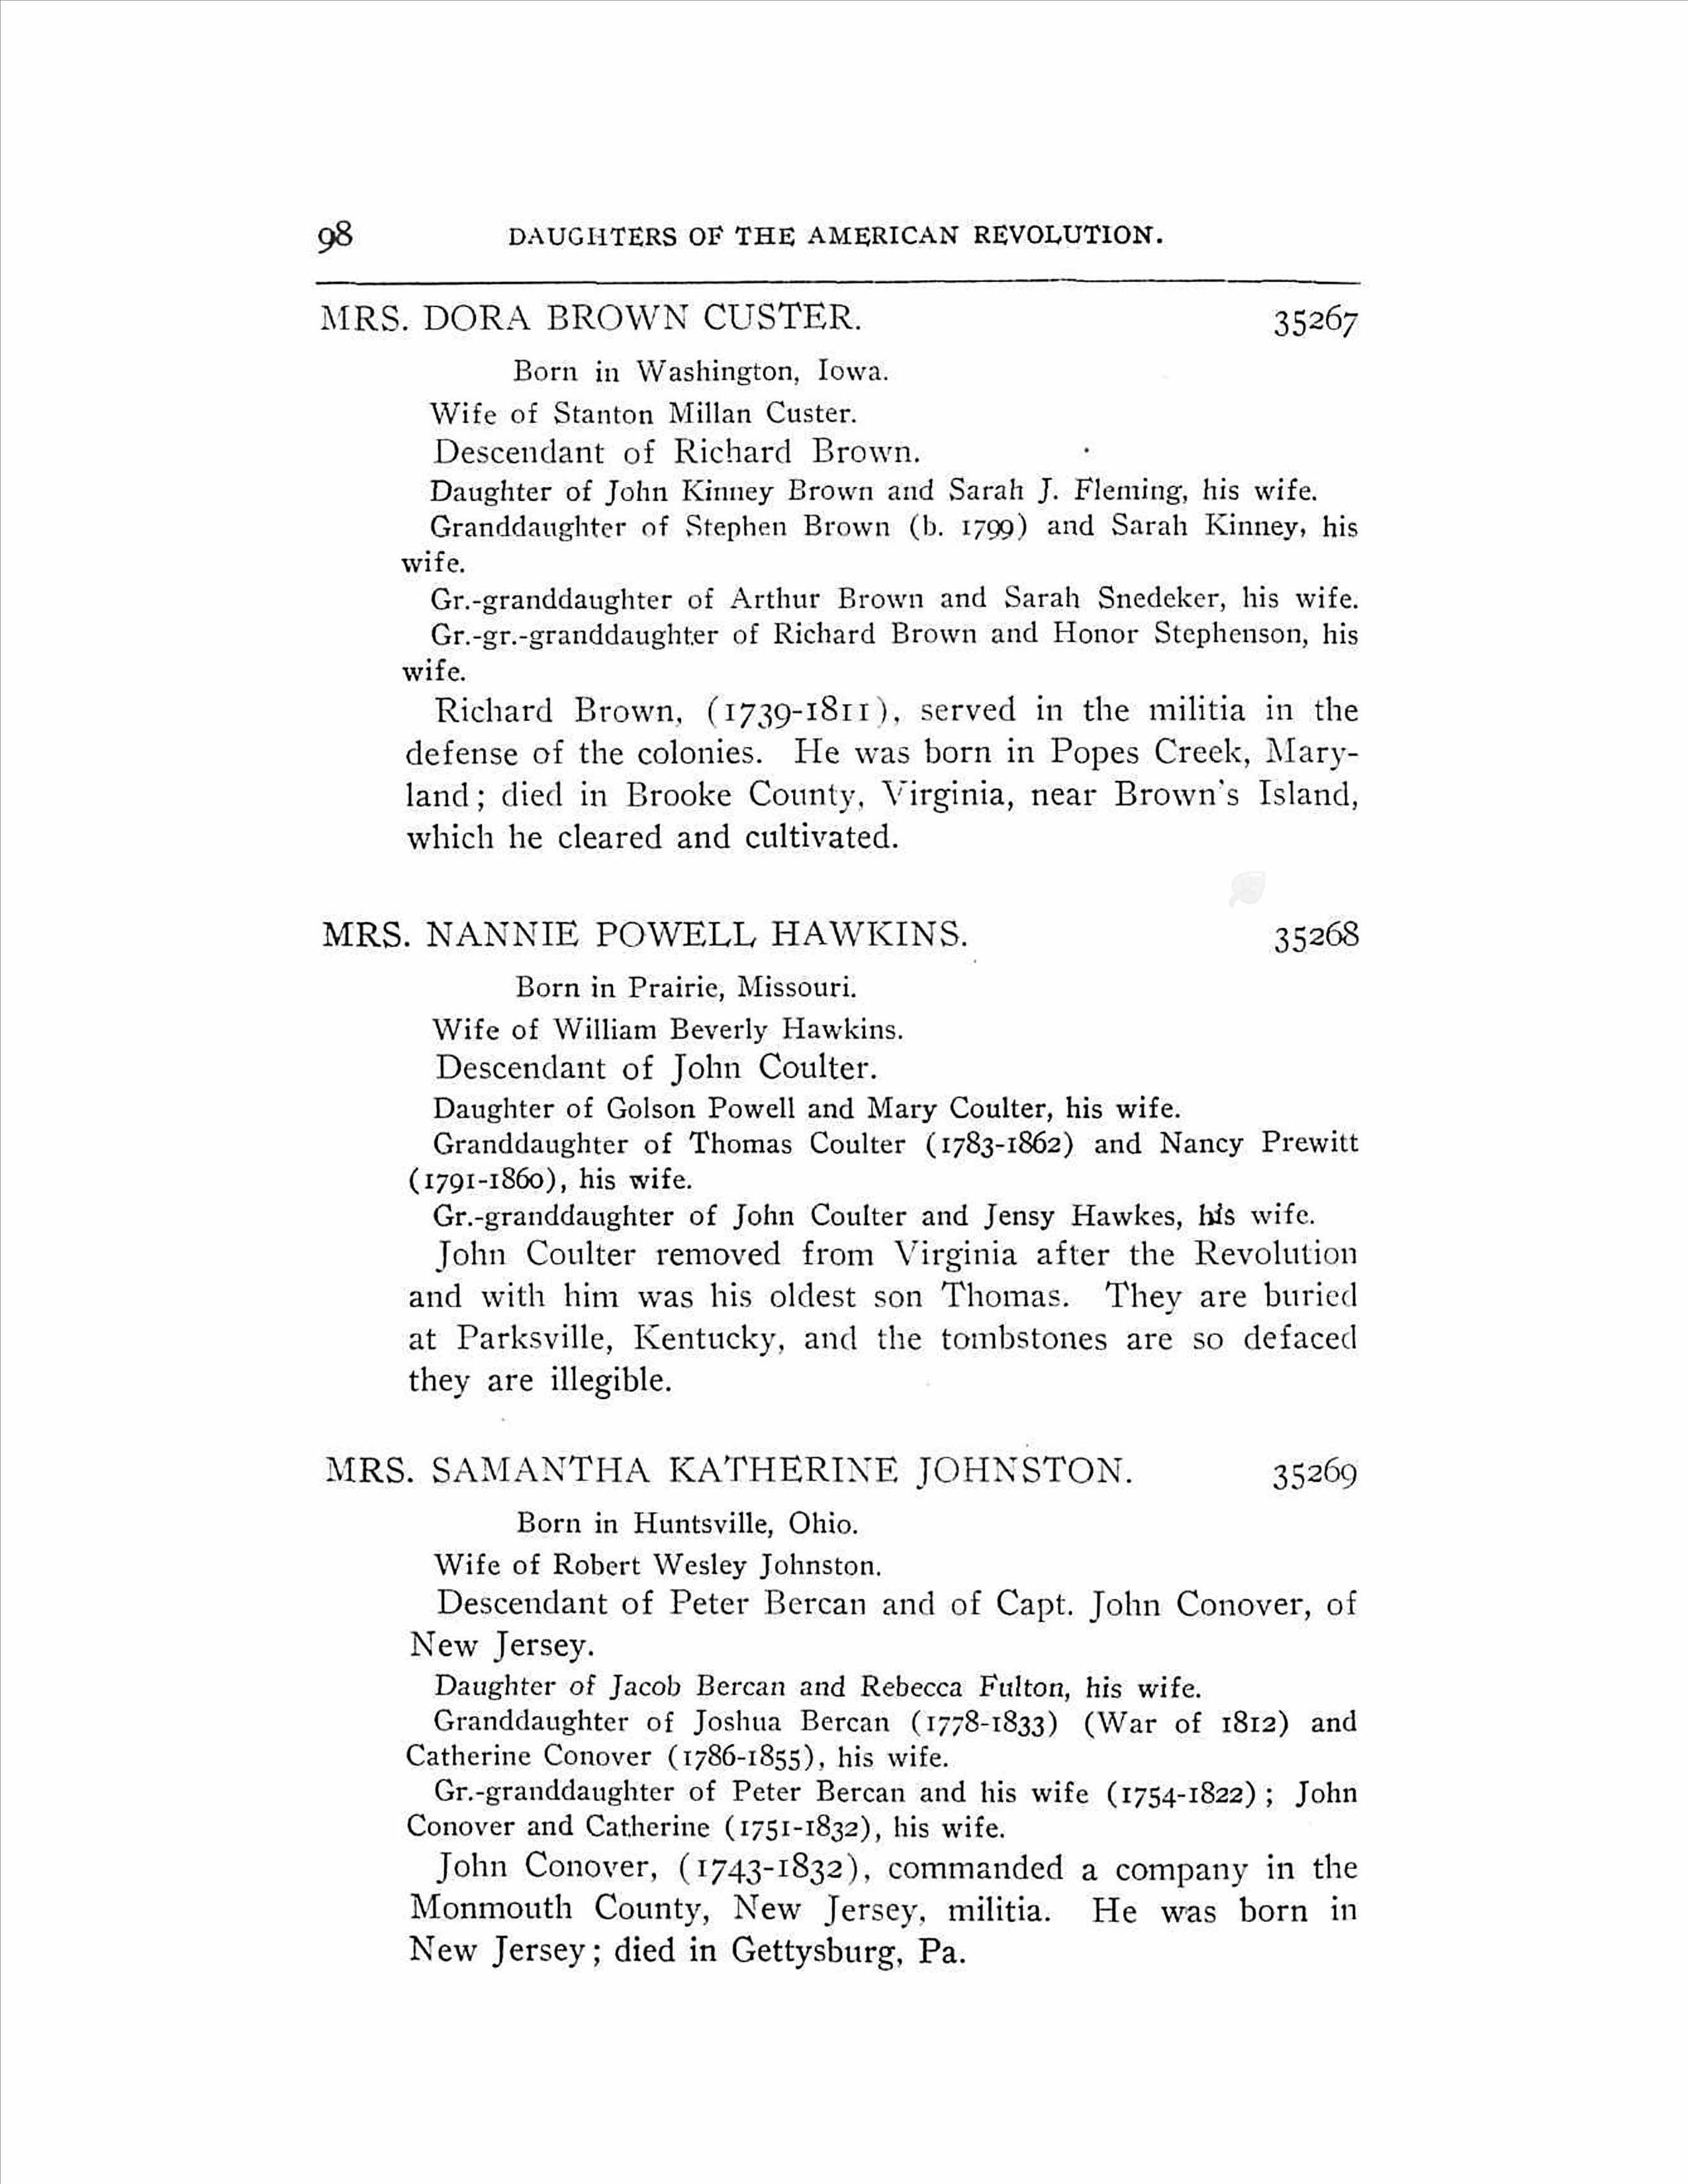 98 DAUGHTERS OF THE AMERICAN REVOLUTION.
MRS. DORA BROWN CUSTER. 35267
Born in Washington, Iowa.
Wife of Stanton Millan Custer.
Descendant of Richard Brown.
Daughter of John Kinney Brown and Sarah J. Fleming, his wife.
Granddaughter of Stephen Brown (b. 1799) and Sarah Kinney, his
wife.
Gr.-granddaughter of Arthur Brown and Sarah Snedeker, his wife.
Gr.-gr.-granddaughter of Richard Brown and Honor Stephenson, his
wife.
Richard Brown, (1739-1811), served in the militia in the
defense of the colonies. He was born in Popes Creek, Mary-
land; died in Brooke County, Virginia, near Brown's Island,
which he cleared and cultivated.
MRS. NANNIE POWELL HAWKINS. 35268
Born in Prairie, Missouri.
Wife of William Beverly Hawkins.
Descendant of John Coulter.
Daughter of Golson Powell and Mary Coulter, his wife.
Granddaughter of Thomas Coulter (1783-1862) and Nancy Prewitt
(1791-1860), his wife.
Gr.-granddaughter of John Coulter and Jensy Hawkes, his wife.
John Coulter removed from Virginia after the Revolution
and with him was his oldest son Thomas. They are buried
at Parksville, Kentucky, and the tombstones are so defaced
they are illegible.
MRS. SAMANTHA KATHERINE JOHNSTON. 35269
Born in Huntsville, Ohio.
Wife of Robert Wesley Johnston.
Descendant of Peter Bercan and of Capt. John Conover, of
New Jersey.
Daughter of Jacob Bercan and Rebecca Fulton, his wife.
Granddaughter of Joshua Bercan (1778-1833) (War of 1812) and
Catherine Conover (1786-1855), his wife.
Gr.-granddaughter of Peter Bercan and his wife (1754-1822); John
Conover and Catherine (1751-1832), his wife.
John Conover, (1743-1832), commanded a company in the
Monmouth County, New Jersey, militia. He was born in
New Jersey; died in Gettysburg, Pa.